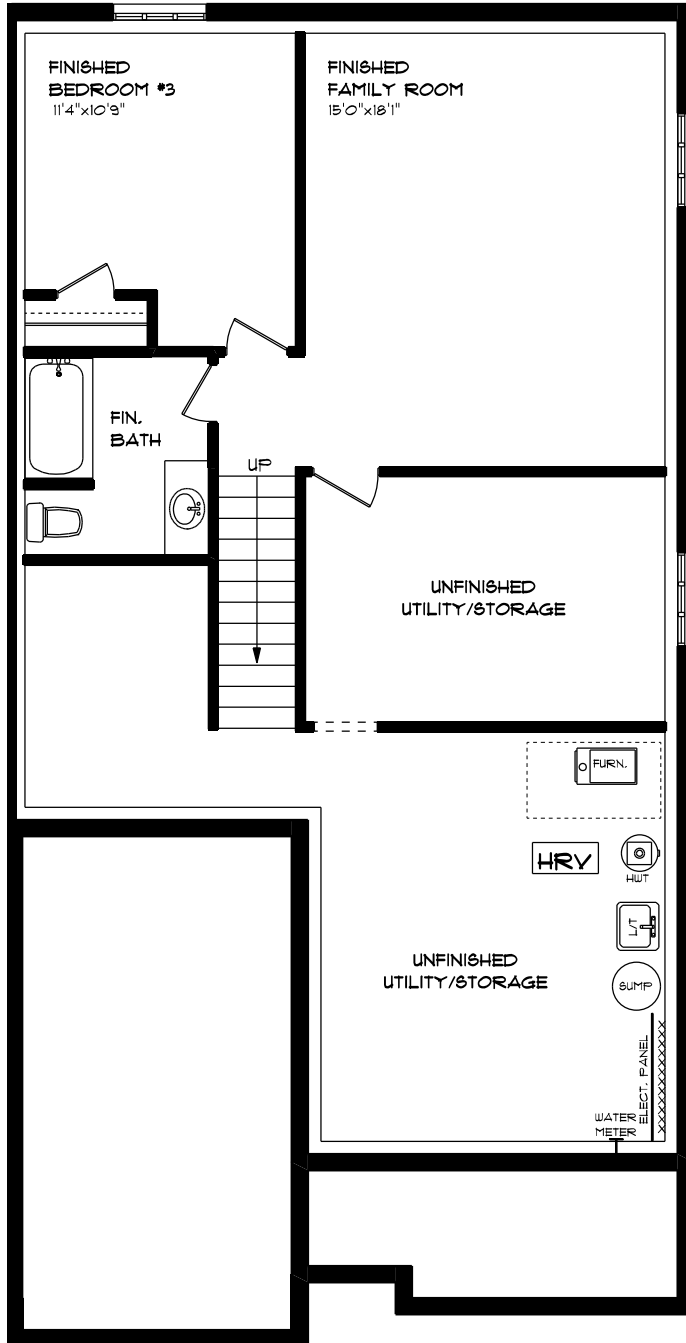 FINISHED
BEDROOM #3
11'4"x10'9"
FINISHED
FAMILY ROOM
15'0"x18'1"
FIN.
BATH
UP
UNFINISHED
UTILITY/STORAGE
FURN.
HRV
HWT
L/T
UNFINISHED
UTILITY/STORAGE
SUMP
ELECT. PANEL
WATER
METER